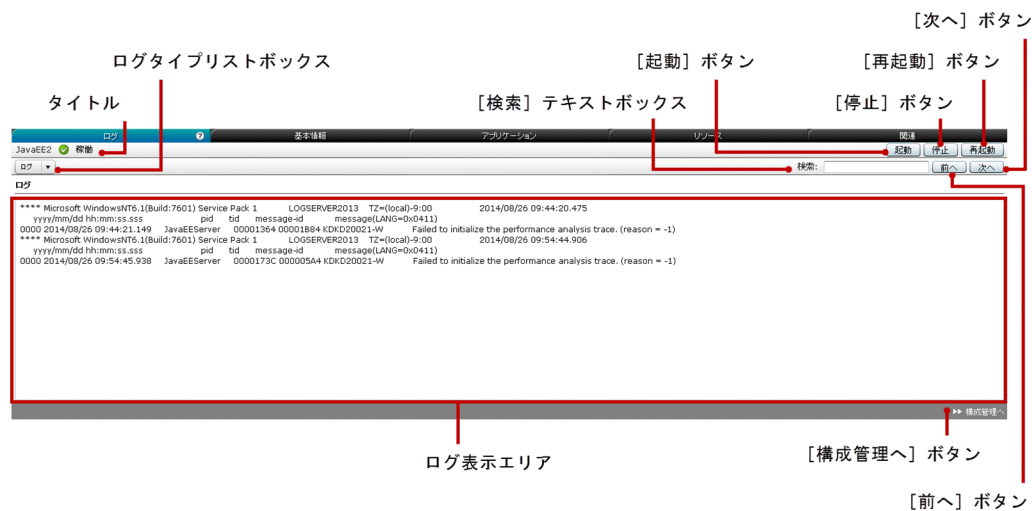 ［次へ］ボタン
ログタイプリストボックス
［起動］ボタン
［再起動］ボタン
タイトル
［検索］テキストボックス
［停止］ボタン
ログ ? 基本情報 アプリケーション リソース 関連
JavaEE2 稼働 起動 停止 再起動
ログ 検索: 前へ 次へ
ログ
**** Microsoft WindowsNT6.1(Build:7601) Service Pack 1 LOGSERVER2013 TZ=(local)-9:00 2014/08/26 09:44:20.475
yyyy/mm/dd hh:mm:ss.sss pid tid message-id message(LANG=0x0411)
0000 2014/08/26 09:44:21.149 JavaEEServer 00001364 00001B84 KDKD20021-W Failed to initialize the performance analysis trace. (reason = -1)
**** Microsoft WindowsNT6.1(Build:7601) Service Pack 1 LOGSERVER2013 TZ=(local)-9:00 2014/08/26 09:54:44.906
yyyy/mm/dd hh:mm:ss.sss pid tid message-id message(LANG=0x0411)
0000 2014/08/26 09:54:45.938 JavaEEServer 0000173C 000005A4 KDKD20021-W Failed to initialize the performance analysis trace. (reason = -1)
構成管理へ
ログ表示エリア
［構成管理へ］ボタン
［前へ］ボタン